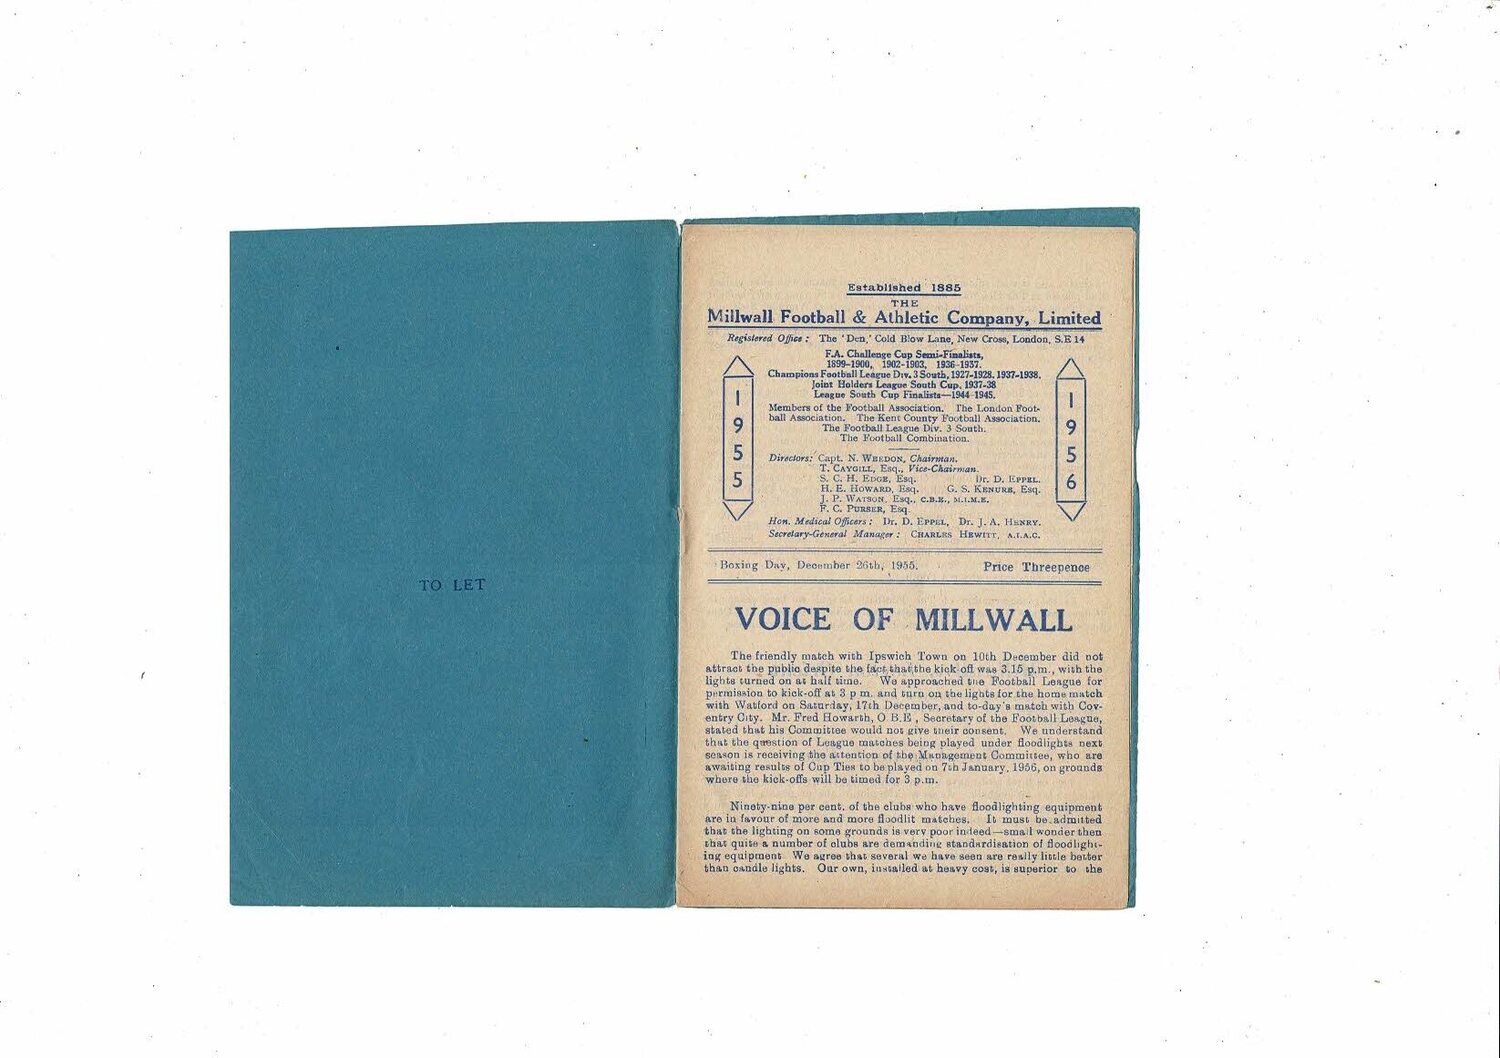 TO LET
Established 1885
THE
Millwall Football & Athletic Company, Limited
Registered Office : The 'Den,' Cold Blow Lane, New Cross, London, S.E 14
F.A. Challenge Cup Semi-Finalists,
1899-1900, 1902-1903, 1936-1937.
Champions Football League Div. 3 South, 1927-1928. 1937-1938.
Joint Holders League South Cup, 1937-38
League South Cup Finalists—1944-1945.
Members of the Football Association. The London Foot-
ball Association. The Kent County Football Association.
The Football League Div. 3 South.
The Football Combination.
1955
1956
Directors: Capt. N. WEEDON, Chairman.
T. CAYGILL, Esq., Vice-Chairman.
S. C. H. EDGE, Esq. Dr. D. EPPEL.
H. E. HOWARD, Esq. G. S. KENURE, Esq.
J. P. WATSON, Esq., C.B.E., M.I.M.E.
F. C. PURSER, Esq.
Hon. Medical Officers : Dr. D. EPPEL, Dr. J. A. HENRY.
Secretary-General Manager : CHARLES HEWITT, A.I.A.C.
Boxing Day, December 26th, 1955. Price Threepence
VOICE OF MILLWALL
The friendly match with Ipswich Town on 10th December did not
attract the public despite the fact that the kick-off was 3.15 p.m., with the
lights turned on at half time. We approached the Football League for
permission to kick-off at 3 p m. and turn on the lights for the home match
with Watford on Saturday, 17th December, and to-day's match with Cov-
entry City. Mr. Fred Howarth, O B.E , Secretary of the Football League,
stated that his Committee would not give their consent. We understand
that the question of League matches being played under floodlights next
season is receiving the attention of the Management Committee, who are
awaiting results of Cup Ties to be played on 7th January, 1956, on grounds
where the kick-offs will be timed for 3 p.m.
Ninety-nine per cent. of the clubs who have floodlighting equipment
are in favour of more and more floodlit matches. It must be admitted
that the lighting on some grounds is very poor indeed—small wonder then
that quite a number of clubs are demanding standardisation of floodlight-
ing equipment. We agree that several we have seen are really little better
than candle lights. Our own, installed at heavy cost, is superior to the